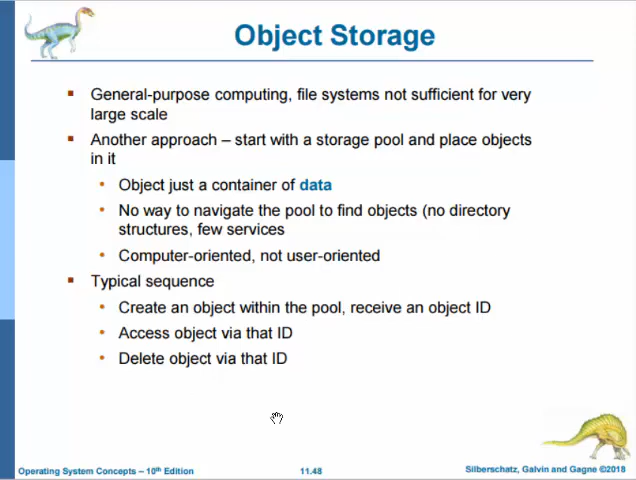 Object Storage
General-purpose computing, file systems not sufficient for very
large scale
Another approach – start with a storage pool and place objects
in it
Object just a container of data
No way to navigate the pool to find objects (no directory
structures, few services
Computer-oriented, not user-oriented
Typical sequence
Create an object within the pool, receive an object ID
Access object via that ID
Delete object via that ID
Operating System Concepts – 10th Edition
11.48
Silberschatz, Galvin and Gagne ©2018